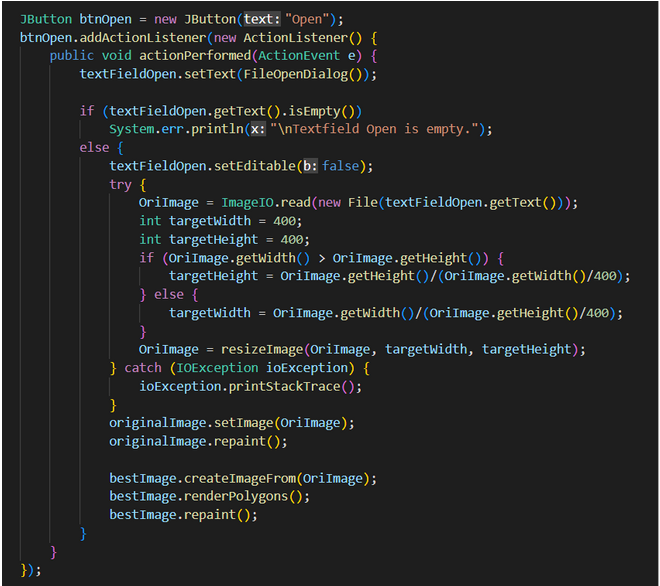 JButton btnOpen = new JButton(text: "Open");
btnOpen.addActionListener(new ActionListener() {
    public void actionPerformed(ActionEvent e) {
        textFieldOpen.setText(FileOpenDialog());

        if (textFieldOpen.getText().isEmpty())
            System.err.println(x: "\nTextfield Open is empty.");
        else {
            textFieldOpen.setEditable(b: false);
            try {
                OriImage = ImageIO.read(new File(textFieldOpen.getText()));
                int targetWidth = 400;
                int targetHeight = 400;
                if (OriImage.getWidth() > OriImage.getHeight()) {
                    targetHeight = OriImage.getHeight()/(OriImage.getWidth()/400);
                } else {
                    targetWidth = OriImage.getWidth()/(OriImage.getHeight()/400);
                }
                OriImage = resizeImage(OriImage, targetWidth, targetHeight);
            } catch (IOException ioException) {
                ioException.printStackTrace();
            }
            originalImage.setImage(OriImage);
            originalImage.repaint();

            bestImage.createImageFrom(OriImage);
            bestImage.renderPolygons();
            bestImage.repaint();
        }
    }
});